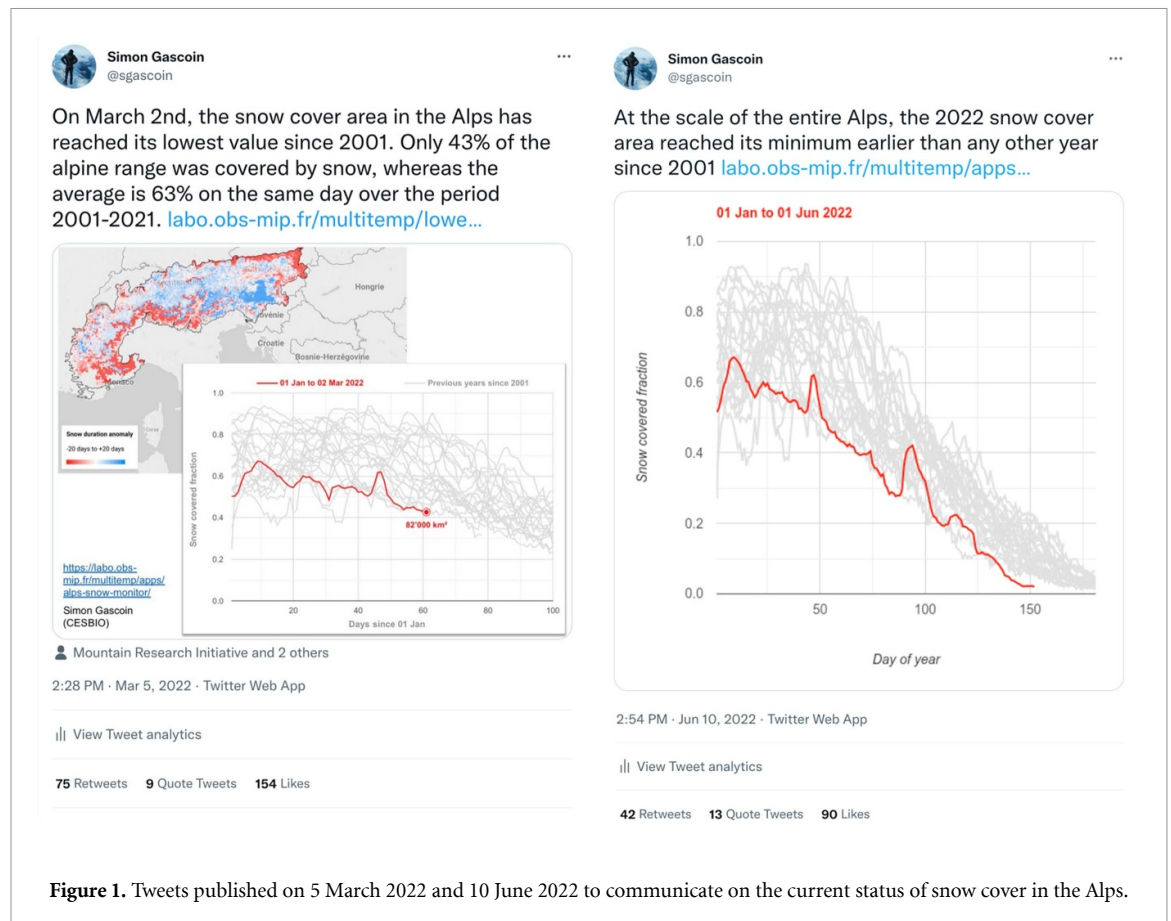 Simon Gascoin
@sgascoin
On March 2nd, the snow cover area in the Alps has
reached its lowest value since 2001. Only 43% of the
alpine range was covered by snow, whereas the
average is 63% on the same day over the period
2001-2021. labo.obs-mip.fr/multitemp/lowe...
Hongrie
ovénie
Croatie
Bosnie-Herzégovine
Monaco
Snow duration anomaly
-20 days to +20 days
01 Jan to 02 Mar 2022
Previous years since 2001
Snow covered fraction
1.0
0.8
0.6
0.4
0.2
0.0
82'000 km²
20
40
60
80
100
Days since 01 Jan
https://labo.obs-
mip.fr/multitemp/apps/
alps-snow-monitor/
Simon Gascoin
(CESBIO)
Mountain Research Initiative and 2 others
2:28 PM · Mar 5, 2022 · Twitter Web App
View Tweet analytics
75 Retweets 9 Quote Tweets 154 Likes
Simon Gascoin
@sgascoin
At the scale of the entire Alps, the 2022 snow cover
area reached its minimum earlier than any other year
since 2001 labo.obs-mip.fr/multitemp/apps...
01 Jan to 01 Jun 2022
Snow covered fraction
1.0
0.8
0.6
0.4
0.2
0.0
50
100
150
Day of year
2:54 PM · Jun 10, 2022 · Twitter Web App
View Tweet analytics
42 Retweets 13 Quote Tweets 90 Likes
Figure 1. Tweets published on 5 March 2022 and 10 June 2022 to communicate on the current status of snow cover in the Alps.